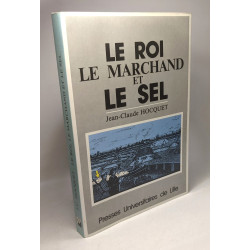 LE ROI
LE MARCHAND
ET
LE SEL
Jean-Claude HOCQUET
Presses Universitaires de Lille